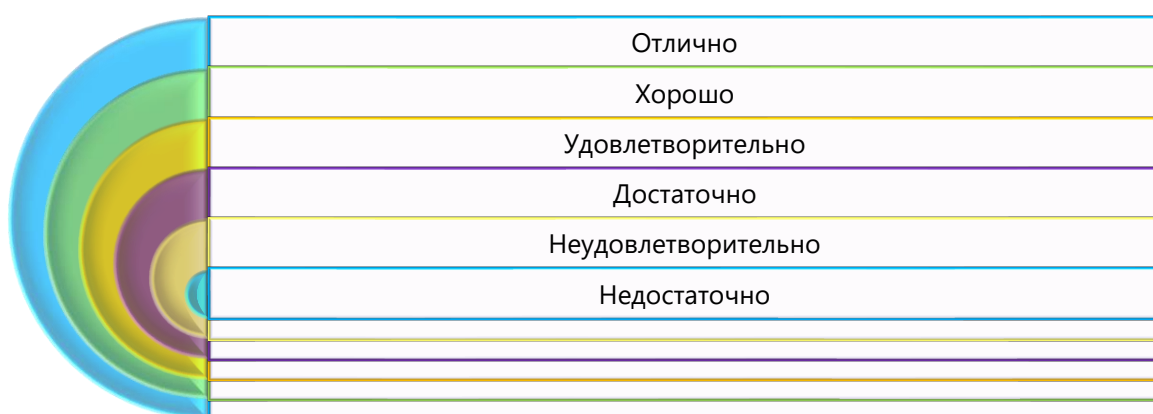 Отлично
Хорошо
Удовлетворительно
Достаточно
Неудовлетворительно
Недостаточно